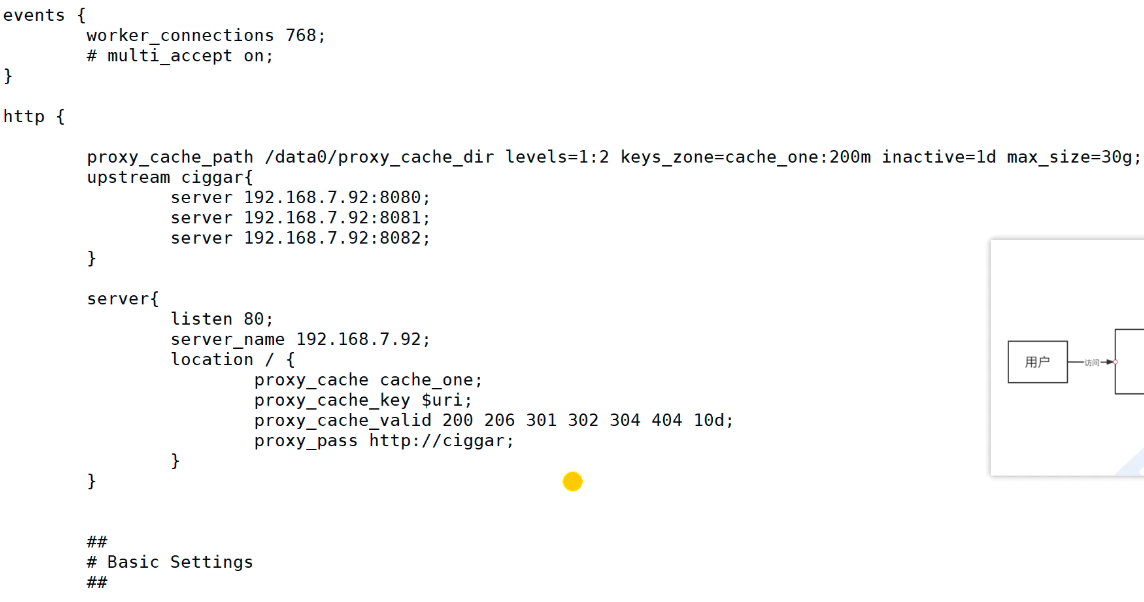 events {
        worker_connections 768;
        # multi_accept on;
}

http {

        proxy_cache_path /data0/proxy_cache_dir levels=1:2 keys_zone=cache_one:200m inactive=1d max_size=30g;
        upstream ciggar{
                server 192.168.7.92:8080;
                server 192.168.7.92:8081;
                server 192.168.7.92:8082;
        }

        server{
                listen 80;
                server_name 192.168.7.92;
                location / {
                        proxy_cache cache_one;
                        proxy_cache_key $uri;
                        proxy_cache_valid 200 206 301 302 304 404 10d;
                        proxy_pass http://ciggar;
                }
        }

        ##
        # Basic Settings
        ##
用户
访问